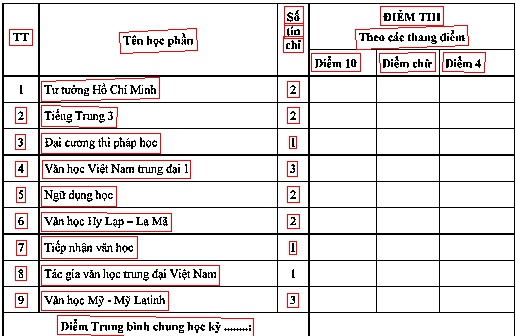 TT Tên học phần Số tín chỉ ĐIỂM THI
Theo các thang điểm
Điểm 10 Điểm chữ Điểm 4
1 Tư tưởng Hồ Chí Minh 2
2 Tiếng Trung 3 2
3 Đại cương thi pháp học 1
4 Văn học Việt Nam trung đại 1 3
5 Ngữ dụng học 2
6 Văn học Hy Lạp – La Mã 2
7 Tiếp nhận văn học 1
8 Tác gia văn học trung đại Việt Nam 1
9 Văn học Mỹ - Mỹ Latinh 3
Điểm Trung bình chung học kỳ ........: